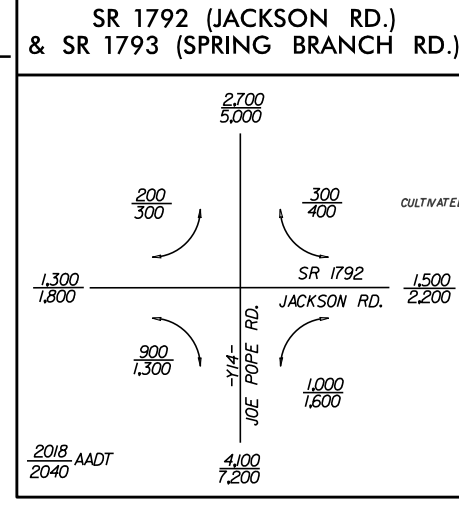 SR 1792 (JACKSON RD.)
& SR 1793 (SPRING BRANCH RD.)
2,700
5,000
200
300
300
400
CULTIVATE
1,300
1,800
SR 1792
JACKSON RD.
1,500
2,200
900
1,300
-Y14-
JOE POPE RD.
1,000
1,600
2018
2040 AADT
4,100
7,200